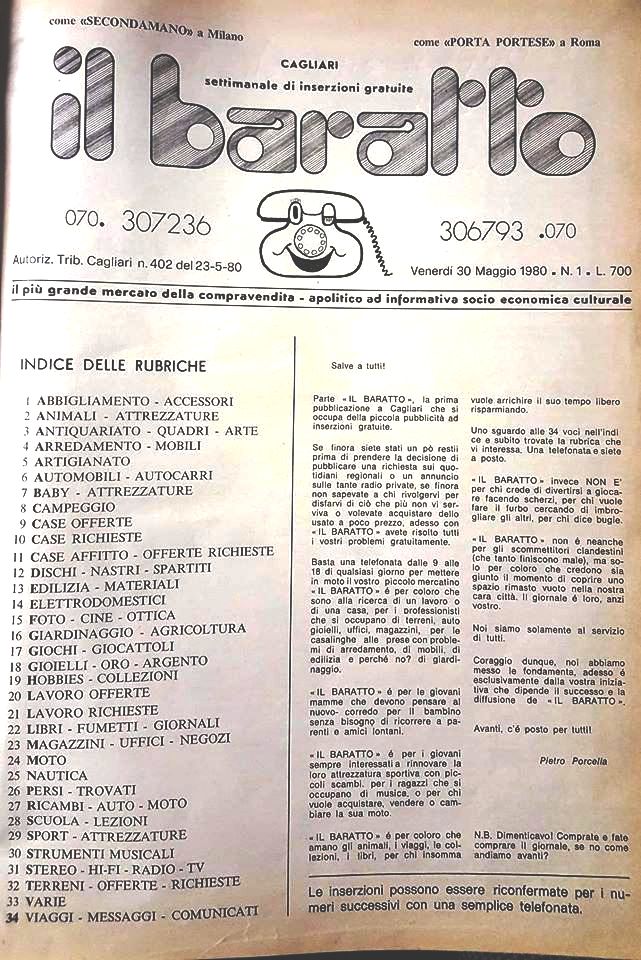 come «SECONDAMANO» a Milano
come «PORTA PORTESE» a Roma
CAGLIARI
settimanale di inserzioni gratuite
il baratto
070. 307236
306793 .070
Autoriz. Trib. Cagliari n. 402 del 23-5-80
Venerdi 30 Maggio 1980 . N. 1 . L. 700
il più grande mercato della compravendita - apolitico ad informativa socio economica culturale
INDICE DELLE RUBRICHE
1 ABBIGLIAMENTO - ACCESSORI
2 ANIMALI - ATTREZZATURE
3 ANTIQUARIATO - QUADRI - ARTE
4 ARREDAMENTO - MOBILI
5 ARTIGIANATO
6 AUTOMOBILI - AUTOCARRI
7 BABY - ATTREZZATURE
8 CAMPEGGIO
9 CASE OFFERTE
10 CASE RICHIESTE
11 CASE AFFITTO - OFFERTE RICHIESTE
12 DISCHI - NASTRI - SPARTITI
13 EDILIZIA - MATERIALI
14 ELETTRODOMESTICI
15 FOTO - CINE - OTTICA
16 GIARDINAGGIO - AGRICOLTURA
17 GIOCHI - GIOCATTOLI
18 GIOIELLI - ORO - ARGENTO
19 HOBBIES - COLLEZIONI
20 LAVORO OFFERTE
21 LAVORO RICHIESTE
22 LIBRI - FUMETTI - GIORNALI
23 MAGAZZINI - UFFICI - NEGOZI
24 MOTO
25 NAUTICA
26 PERSI - TROVATI
27 RICAMBI - AUTO - MOTO
28 SCUOLA - LEZIONI
29 SPORT - ATTREZZATURE
30 STRUMENTI MUSICALI
31 STEREO - HI-FI - RADIO - TV
32 TERRENI - OFFERTE - RICHIESTE
33 VARIE
34 VIAGGI - MESSAGGI - COMUNICATI
Salve a tutti!
Parte «IL BARATTO», la prima
pubblicazione a Cagliari che si
occupa della piccola pubblicità ad
inserzioni gratuite.
Se finora siete stati un pò restii
prima di prendere la decisione di
pubblicare una richiesta sui quo-
tidiani regionali o un annuncio
sulle tante radio private, se finora
non sapevate a chi rivolgervi per
disfarvi di ciò che più non vi ser-
viva o volevate acquistare dello
usato a poco prezzo, adesso con
«IL BARATTO» avete risolto tutti
i vostri problemi gratuitamente.
Basta una telefonata dalle 9 alle
18 di qualsiasi giorno per mettere
in moto il vostro piccolo mercatino
«IL BARATTO» é per coloro che
sono alla ricerca di un lavoro o
di una casa, per i professionisti
che si occupano di terreni, auto
gioielli, uffici, magazzini, per le
casalinghe alle prese con proble-
mi di arredamento, di mobili, di
edilizia e perché no? di giardi-
naggio.
«IL BARATTO» é per le giovani
mamme che devono pensare al
nuovo- corredo per il bambino
senza bisogno di ricorrere a pa-
renti e amici lontani.
«IL BARATTO» é per i giovani
sempre interessati a rinnovare la
loro attrezzatura sportiva con pic-
coli scambi. per i ragazzi che si
occupano di musica, o per chi
vuole acquistare, vendere o cam-
biare la sua moto.
«IL BARATTO» é per coloro che
amano gli animali, i viaggi, le col-
lezioni, i libri, per chi insomma
vuole arrichire il suo tempo libero
risparmiando.
Uno sguardo alle 34 voci nell'indi
ce e subito trovate la rubrica che
vi interessa. Una telefonata e siete
a posto.
«IL BARATTO» invece NON E'
per chi crede di divertirsi a gioca-
re facendo scherzi, per chi vuole
fare il furbo cercando di imbro-
gliare gli altri, per chi dice bugie.
«IL BARATTO» non é neanche
per gli scommettitori clandestini
(che tanto finiscono male), ma so-
lo per coloro che credono sia
giunto il momento di coprire uno
spazio rimasto vuoto nella nostra
cara città. Il giornale é loro, anzi
vostro.
Noi siamo solamente al servizio
di tutti.
Coraggio dunque, noi abbiamo
messo le fondamenta, adesso é
esclusivamente dalla vostra inizia-
tiva che dipende il successo e la
diffusione de «IL BARATTO».
Avanti, c'é posto per tutti!
Pietro Porcella
N.B. Dimenticavo! Comprate e fate
comprare il giornale, se no come
andiamo avanti?
Le inserzioni possono essere riconfermate per i nu-
meri successivi con una semplice telefonata.